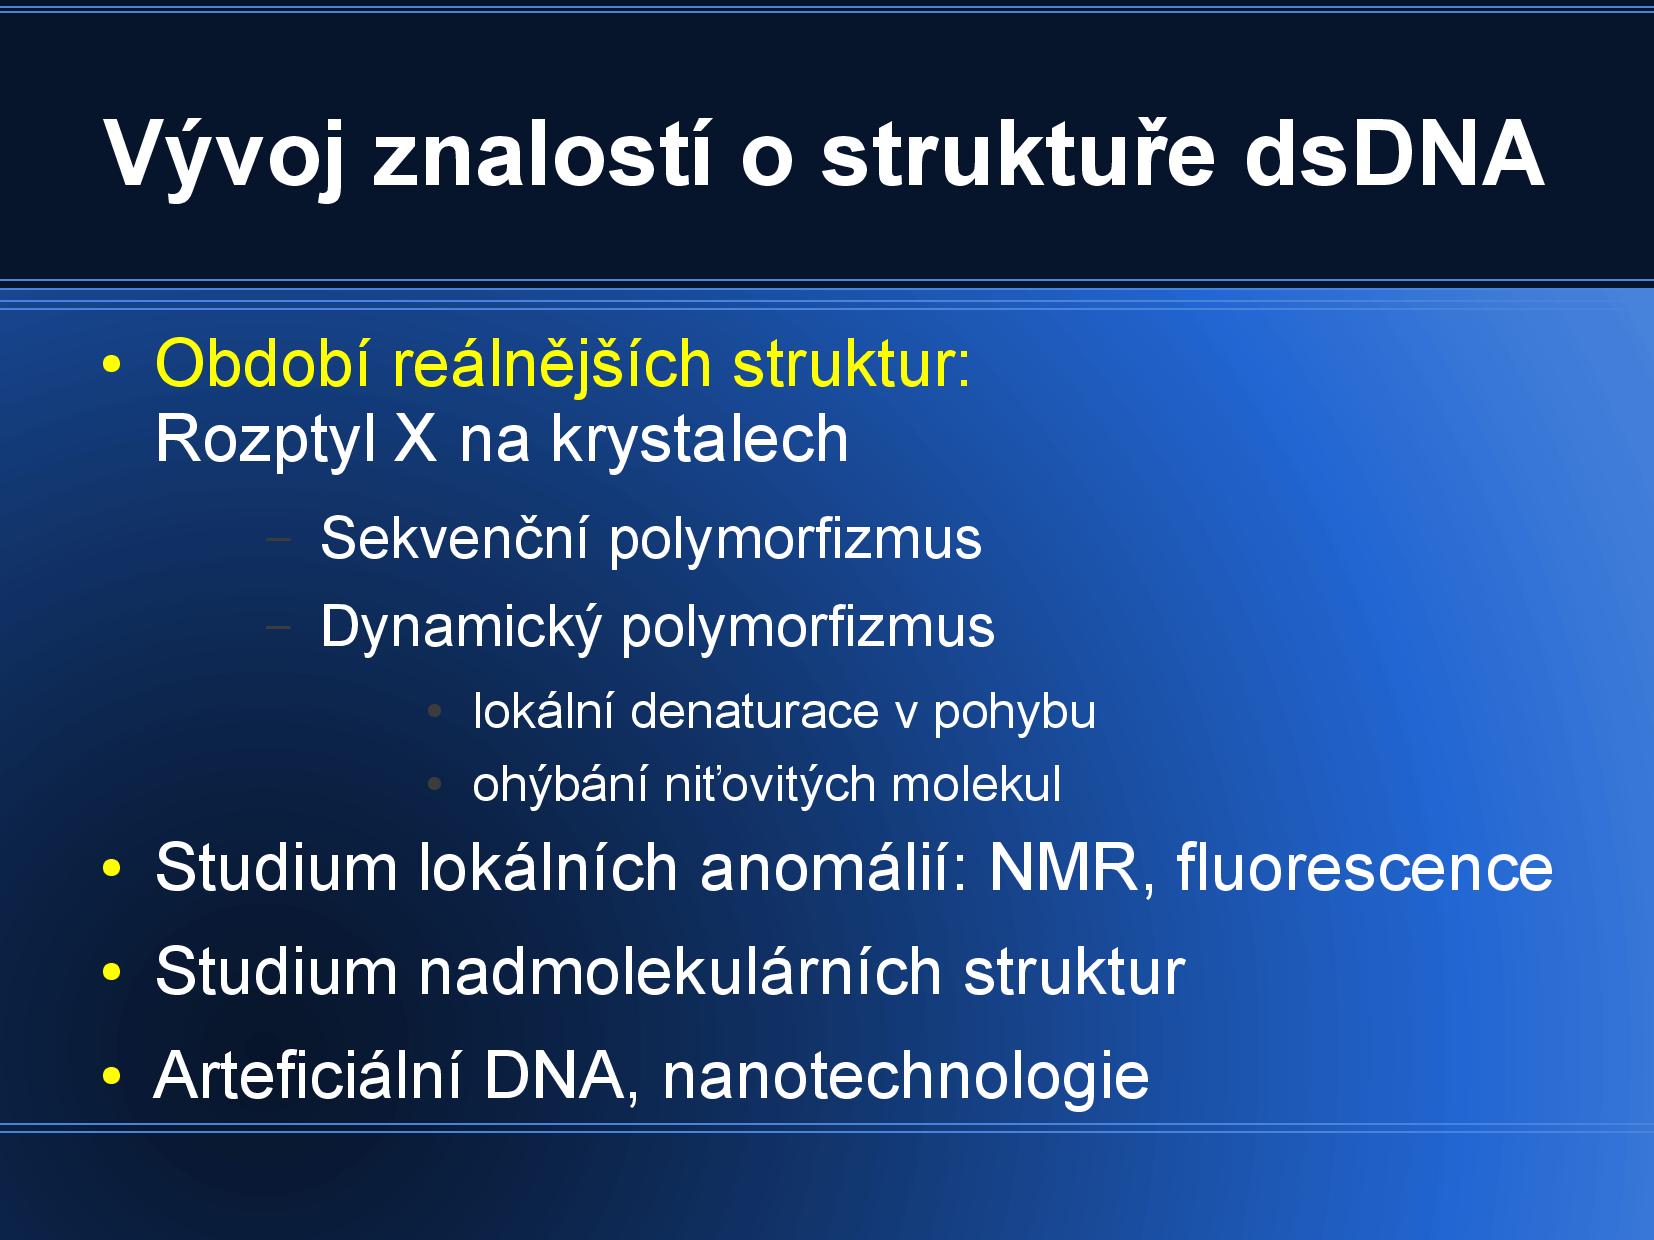 Vývoj znalostí o struktuře dsDNA
• Období reálnějších struktur:
Rozptyl X na krystalech
– Sekvenční polymorfizmus
– Dynamický polymorfizmus
• lokální denaturace v pohybu
• ohýbání niťovitých molekul
• Studium lokálních anomálií: NMR, fluorescence
• Studium nadmolekulárních struktur
• Arteficiální DNA, nanotechnologie